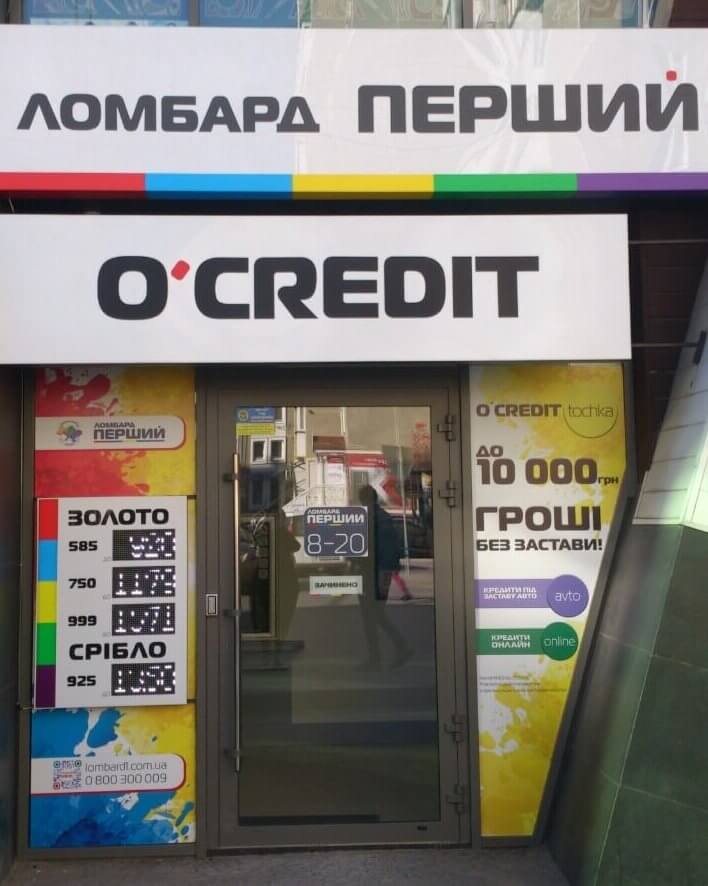 ЛОМБАРД ПЕРШИЙ
O'CREDIT
ЛОМБАРД
ПЕРШИЙ
ЗОЛОТО
585
750
999
СРІБЛО
925
lombard1.com.ua
0 800 300 009
ЛОМБАРД
ПЕРШИЙ
8-20
ЗАЧИНЕНО
O'CREDIT tochka
ДО
10 000 грн
ГРОШІ
БЕЗ ЗАСТАВИ!
КРЕДИТИ ПІД
ЗАСТАВУ АВТО
avto
КРЕДИТИ
ОНЛАЙН
online